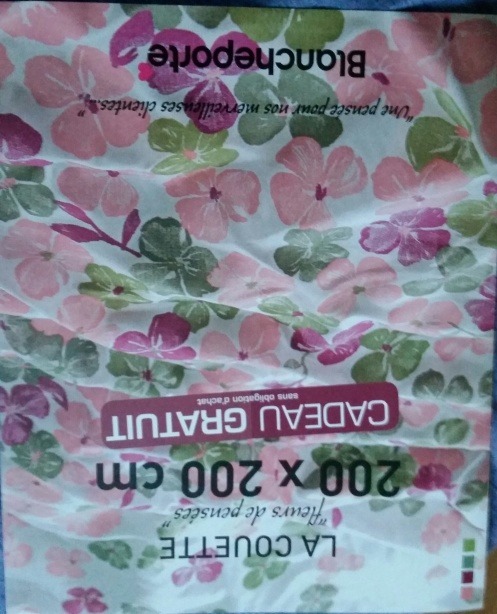 LA COUETTE
"fleurs de pensées"
200 x 200 cm
CADEAU GRATUIT
sans obligation d'achat
"Une pensée pour nos merveilleuses clientes..."
Blancheporte